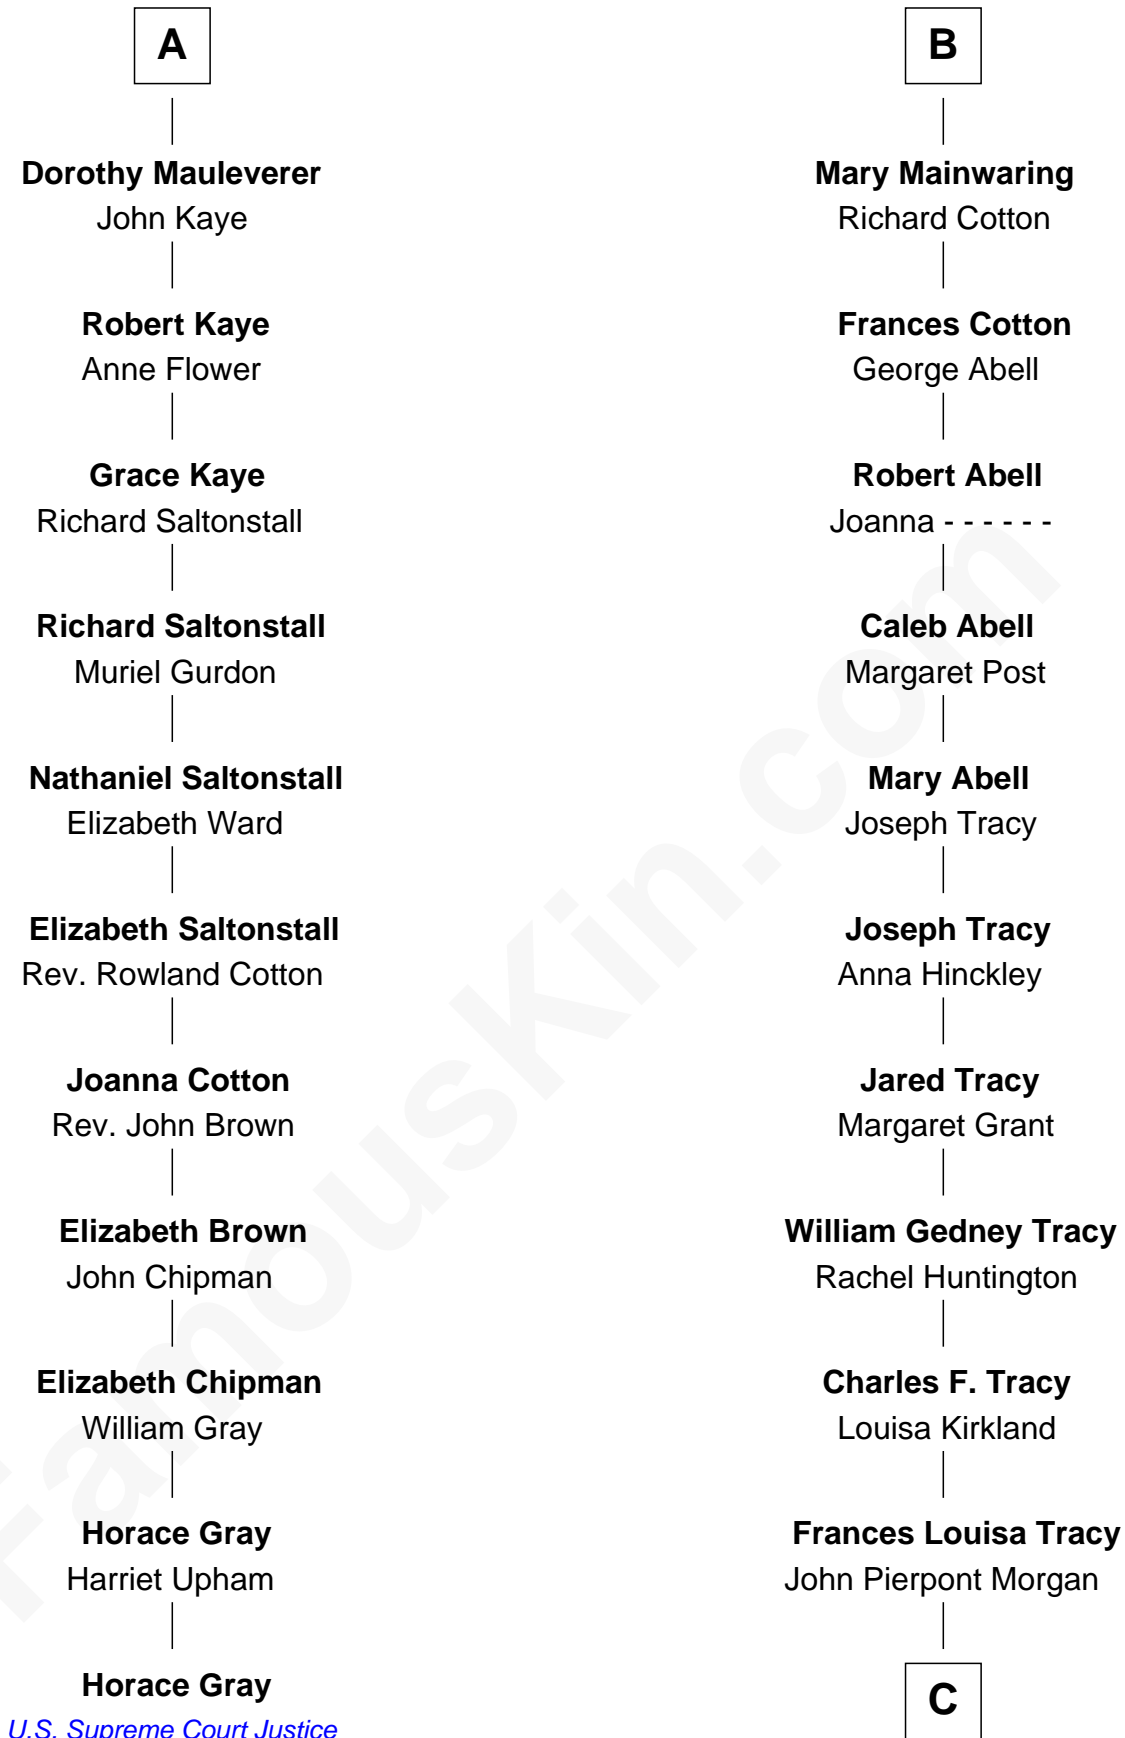 A
Dorothy Mauleverer
John Kaye
Robert Kaye
Anne Flower
Grace Kaye
Richard Saltonstall
Richard Saltonstall
Muriel Gurdon
Nathaniel Saltonstall
Elizabeth Ward
Elizabeth Saltonstall
Rev. Rowland Cotton
Joanna Cotton
Rev. John Brown
Elizabeth Brown
John Chipman
Elizabeth Chipman
William Gray
Horace Gray
Harriet Upham
Horace Gray
U.S. Supreme Court Justice
B
Mary Mainwaring
Richard Cotton
Frances Cotton
George Abell
Robert Abell
Joanna - - - - - -
Caleb Abell
Margaret Post
Mary Abell
Joseph Tracy
Joseph Tracy
Anna Hinckley
Jared Tracy
Margaret Grant
William Gedney Tracy
Rachel Huntington
Charles F. Tracy
Louisa Kirkland
Frances Louisa Tracy
John Pierpont Morgan
C
FamousKin.com